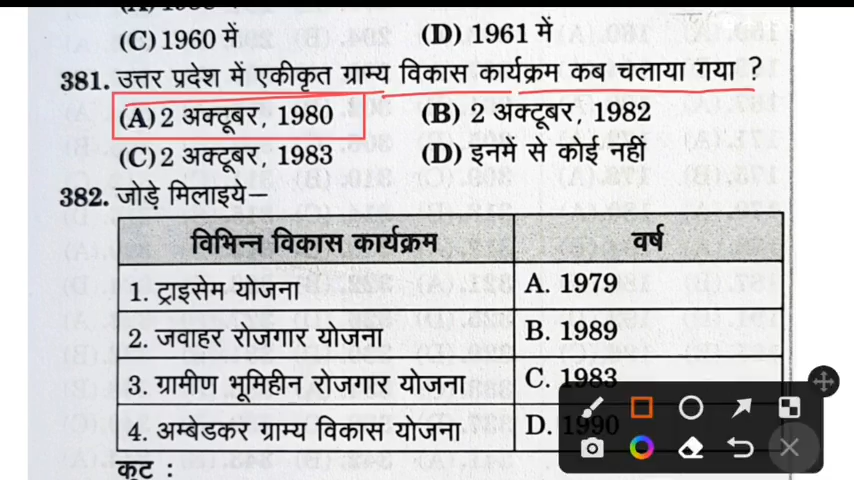 (C) 1960 में (D) 1961 में
381. उत्तर प्रदेश में एकीकृत ग्राम्य विकास कार्यक्रम कब चलाया गया ?
(A) 2 अक्टूबर, 1980 (B) 2 अक्टूबर, 1982
(C) 2 अक्टूबर, 1983 (D) इनमें से कोई नहीं
382. जोड़े मिलाइये
विभिन्न विकास कार्यक्रम वर्ष
1. ट्राइसेम योजना A. 1979
2. जवाहर रोजगार योजना B. 1989
3. ग्रामीण भूमिहीन रोजगार योजना C. 1983
4. अम्बेडकर ग्राम्य विकास योजना D. 1990
कूट :